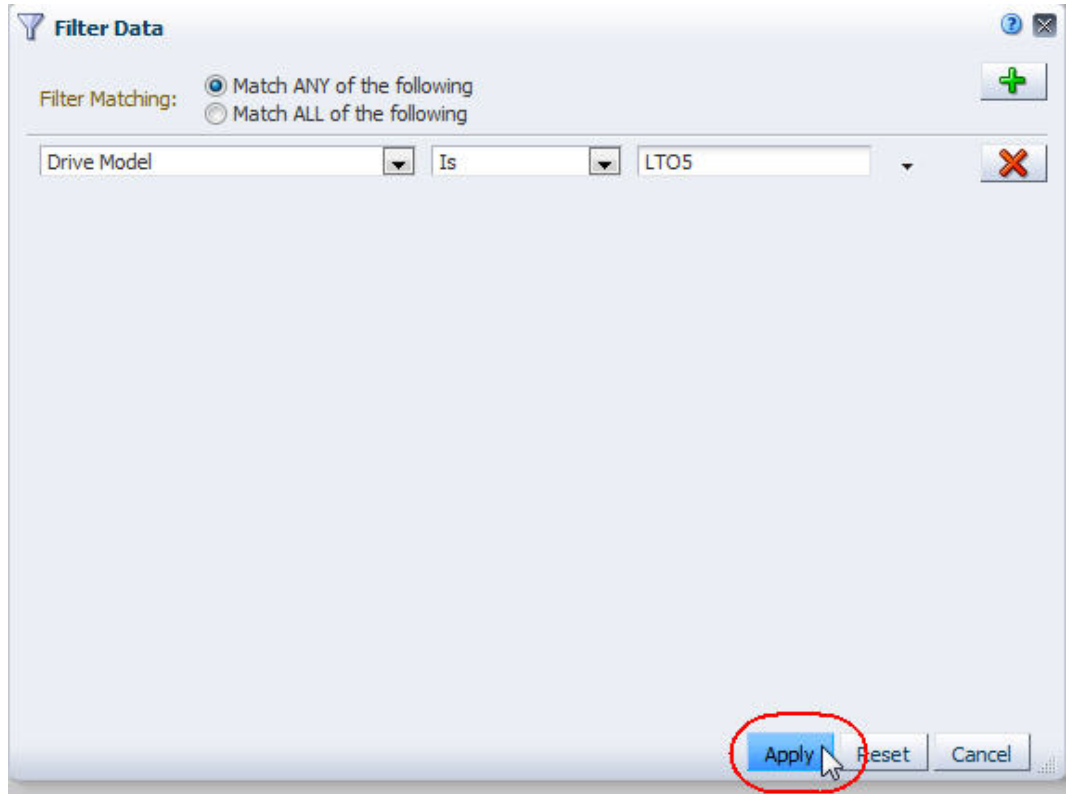 Filter Data
Filter Matching:
Match ANY of the following
Match ALL of the following
Drive Model Is LTO5
Apply Reset Cancel